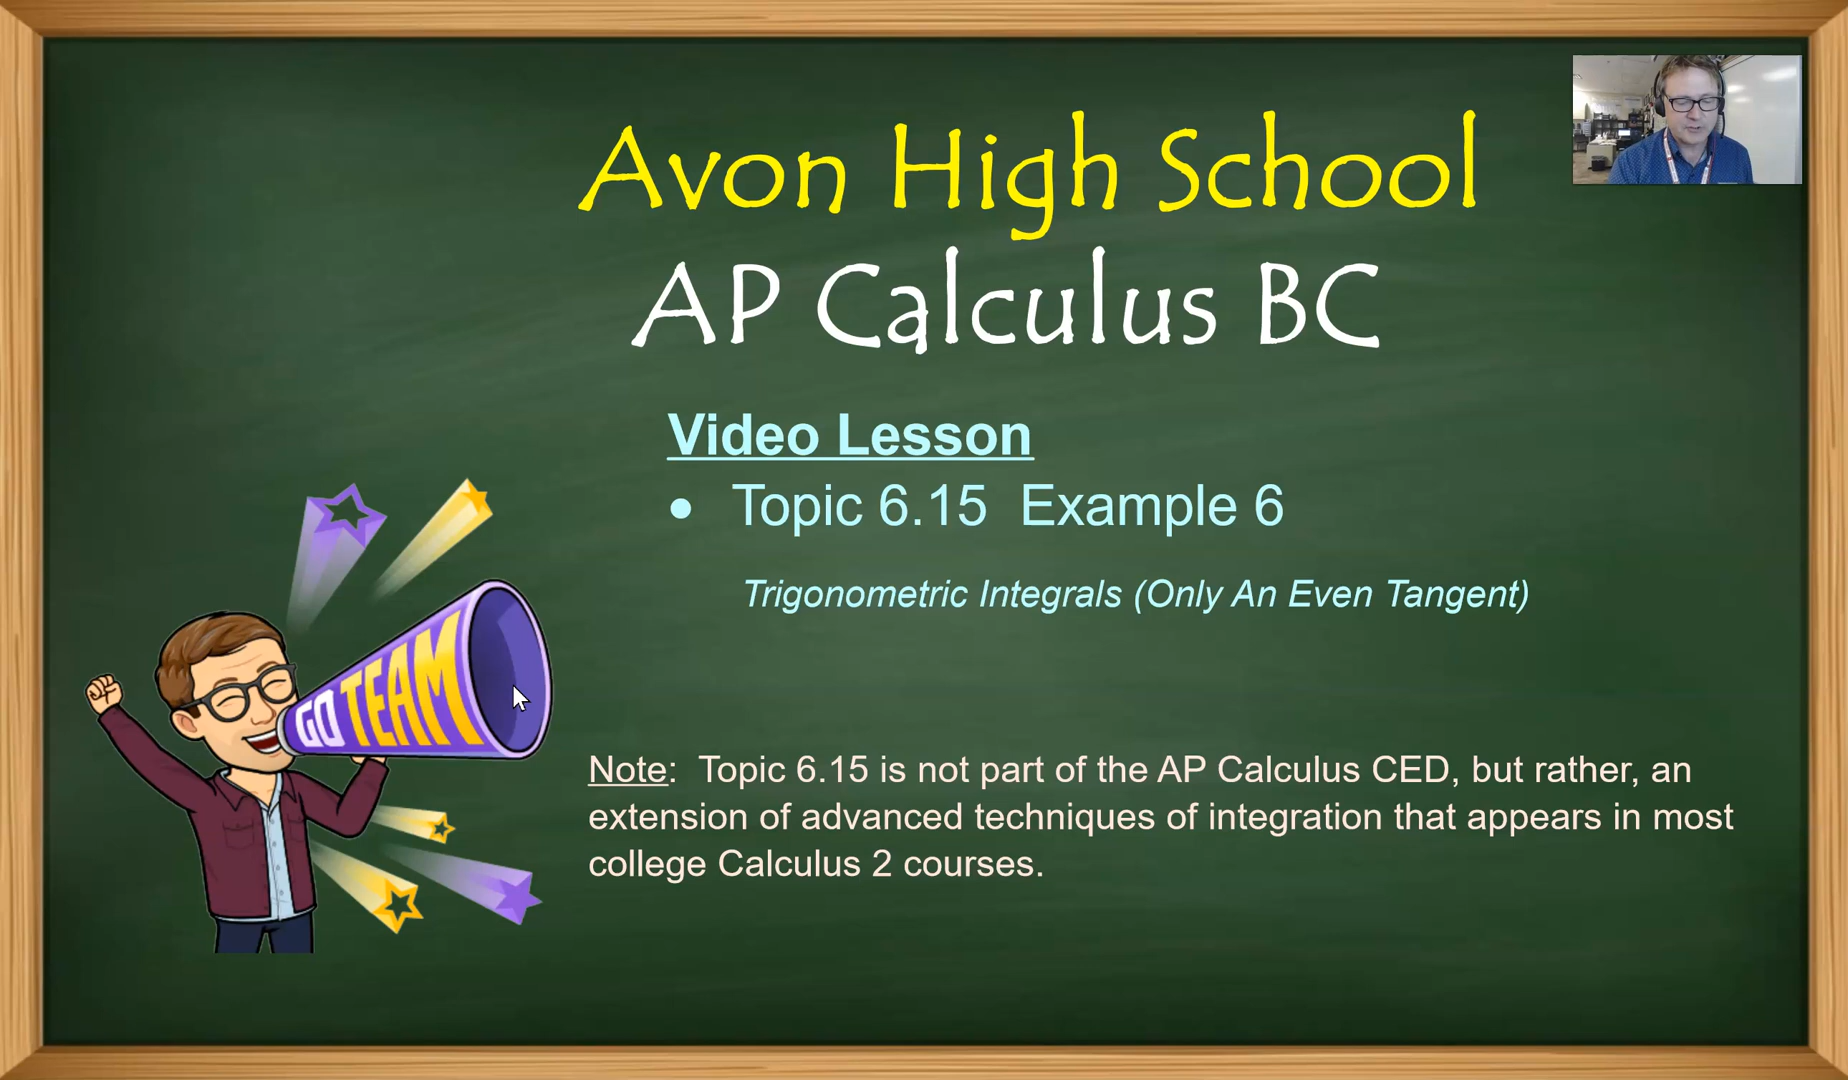 Avon High School
AP Calculus BC
Video Lesson
• Topic 6.15 Example 6
Trigonometric Integrals (Only An Even Tangent)
GO TEAM
Note: Topic 6.15 is not part of the AP Calculus CED, but rather, an
extension of advanced techniques of integration that appears in most
college Calculus 2 courses.